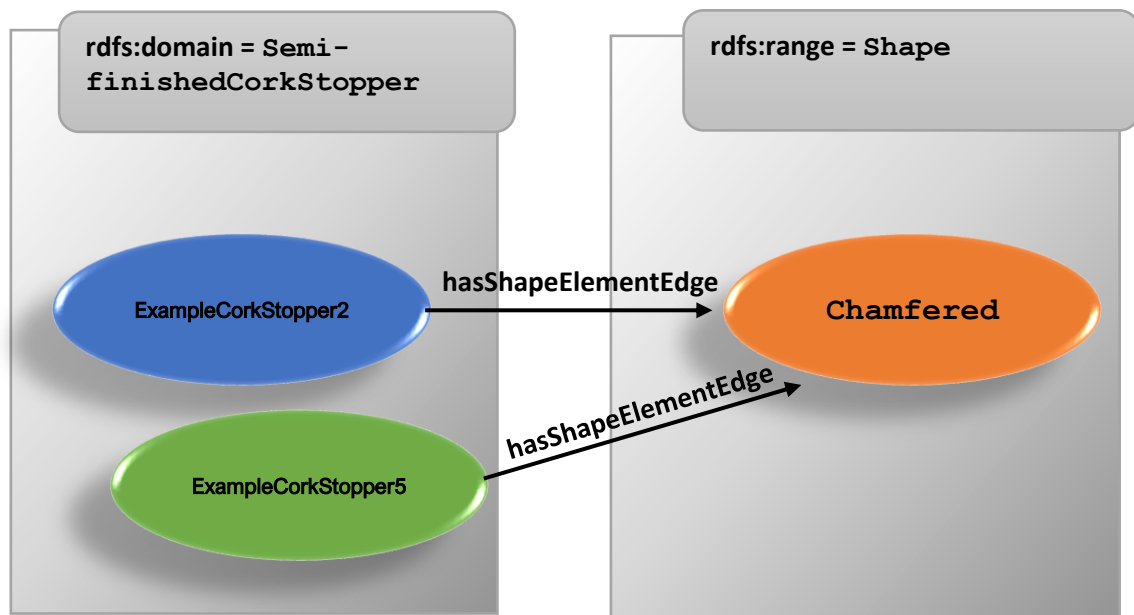 rdfs:domain = Semi-
finishedCorkStopper
rdfs:range = Shape
ExampleCorkStopper2
hasShapeElementEdge
Chamfered
hasShapeElementEdge
ExampleCorkStopper5